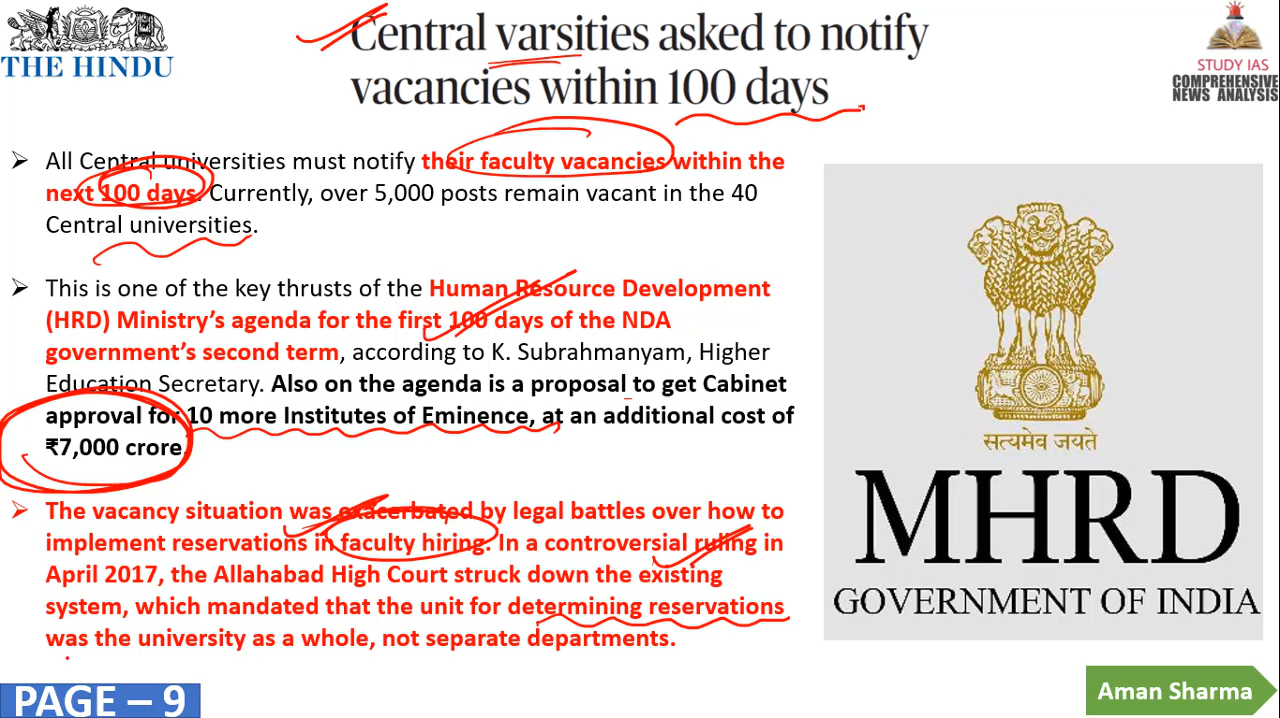 THE HINDU
Central varsities asked to notify
vacancies within 100 days
STUDY IAS
COMPREHENSIVE
NEWS ANALYSIS
➤ All Central universities must notify their faculty vacancies within the
next 100 days. Currently, over 5,000 posts remain vacant in the 40
Central universities.
➤ This is one of the key thrusts of the Human Resource Development
(HRD) Ministry’s agenda for the first 100 days of the NDA
government’s second term, according to K. Subrahmanyam, Higher
Education Secretary. Also on the agenda is a proposal to get Cabinet
approval for 10 more Institutes of Eminence, at an additional cost of
₹7,000 crore.
➤ The vacancy situation was exacerbated by legal battles over how to
implement reservations in faculty hiring. In a controversial ruling in
April 2017, the Allahabad High Court struck down the existing
system, which mandated that the unit for determining reservations
was the university as a whole, not separate departments.
सत्यमेव जयते
MHRD
GOVERNMENT OF INDIA
PAGE – 9
Aman Sharma